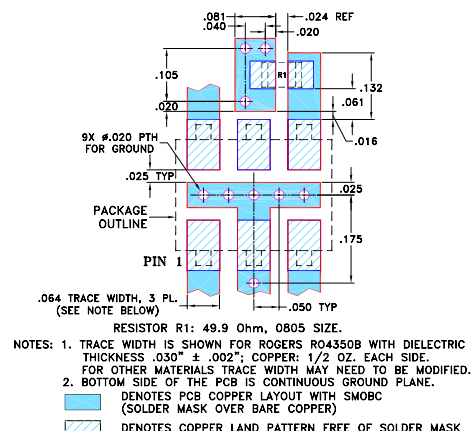 .081
.024 REF
.040
.020
R1
.105
.132
.061
.020
.016
9X ø.020 PTH
FOR GROUND
.025 TYP
.025
PACKAGE
OUTLINE
.175
PIN 1
.064 TRACE WIDTH, 3 PL.
(SEE NOTE BELOW)
.050 TYP
RESISTOR R1: 49.9 Ohm, 0805 SIZE.
NOTES: 1. TRACE WIDTH IS SHOWN FOR ROGERS RO4350B WITH DIELECTRIC
THICKNESS .030" ± .002"; COPPER: 1/2 OZ. EACH SIDE.
FOR OTHER MATERIALS TRACE WIDTH MAY NEED TO BE MODIFIED.
2. BOTTOM SIDE OF THE PCB IS CONTINUOUS GROUND PLANE.
DENOTES PCB COPPER LAYOUT WITH SMOBC
(SOLDER MASK OVER BARE COPPER)
DENOTES COPPER LAND PATTERN FREE OF SOLDER MASK